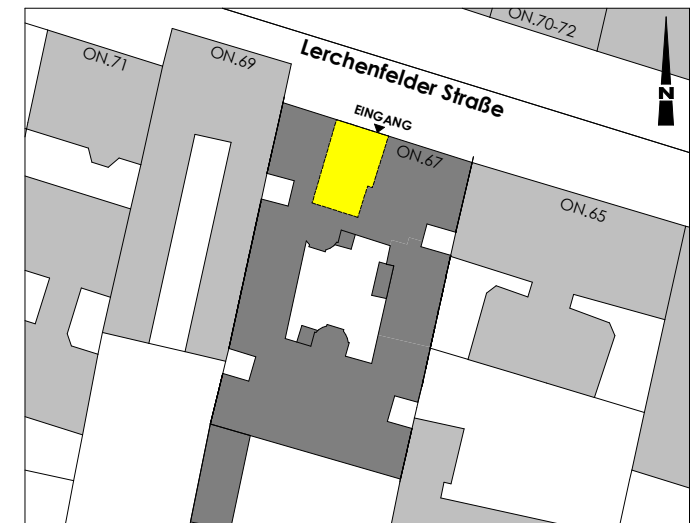 ON.70-72
ON.71
ON.69
Lerchenfelder Straße
EINGANG
N
ON.67
ON.65